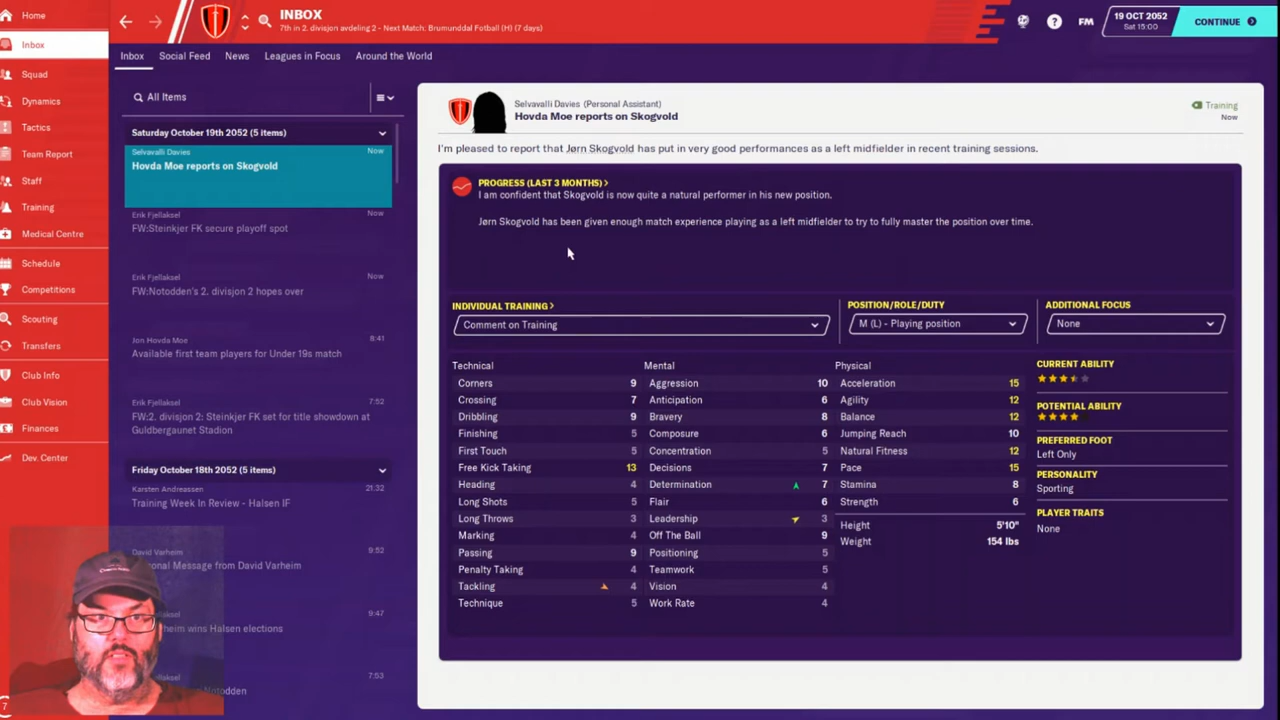 Home
Inbox
Squad
Dynamics
Tactics
Team Report
Staff
Training
Medical Centre
Schedule
Competitions
Scouting
Transfers
Club Info
Club Vision
Finances
Dev. Center
7
INBOX
7th in 2. divisjon avdeling 2 - Next Match: Brumunddal Fotball (H) (7 days)
FM
19 OCT 2052
Sat 15:00
CONTINUE
Inbox Social Feed News Leagues in Focus Around the World
All Items
Saturday October 19th 2052 (5 items)
Selvavalli Davies Now
Hovda Moe reports on Skogvold
Erik Fjellaksel Now
FW:Steinkjer FK secure playoff spot
Erik Fjellaksel Now
FW:Notodden's 2. divisjon 2 hopes over
Jon Hovda Moe 8:41
Available first team players for Under 19s match
Erik Fjellaksel 7:52
FW:2. divisjon 2: Steinkjer FK set for title showdown at
Guldbergaunet Stadion
Friday October 18th 2052 (5 items)
Karsten Andreassen 21:32
Training Week In Review - Halsen IF
David Varheim 9:52
onal Message from David Varheim
9:47
heim wins Halsen elections
7:53
Notodden
Selvavalli Davies (Personal Assistant)
Hovda Moe reports on Skogvold
Training
Now
I'm pleased to report that Jørn Skogvold has put in very good performances as a left midfielder in recent training sessions.
PROGRESS (LAST 3 MONTHS)>
I am confident that Skogvold is now quite a natural performer in his new position.
Jørn Skogvold has been given enough match experience playing as a left midfielder to try to fully master the position over time.
INDIVIDUAL TRAINING> POSITION/ROLE/DUTY ADDITIONAL FOCUS
Comment on Training M (L) - Playing position None
Technical Mental Physical
Corners 9 Aggression 10 Acceleration 15
Crossing 7 Anticipation 6 Agility 12
Dribbling 9 Bravery 8 Balance 12
Finishing 5 Composure 6 Jumping Reach 10
First Touch 5 Concentration 5 Natural Fitness 12
Free Kick Taking 13 Decisions 7 Pace 15
Heading 4 Determination 7 Stamina 8
Long Shots 5 Flair 6 Strength 6
Long Throws 3 Leadership 3 Height 5'10"
Marking 4 Off The Ball 9 Weight 154 lbs
Passing 9 Positioning 5
Penalty Taking 4 Teamwork 5
Tackling 4 Vision 4
Technique 5 Work Rate 4
CURRENT ABILITY
POTENTIAL ABILITY
PREFERRED FOOT
Left Only
PERSONALITY
Sporting
PLAYER TRAITS
None